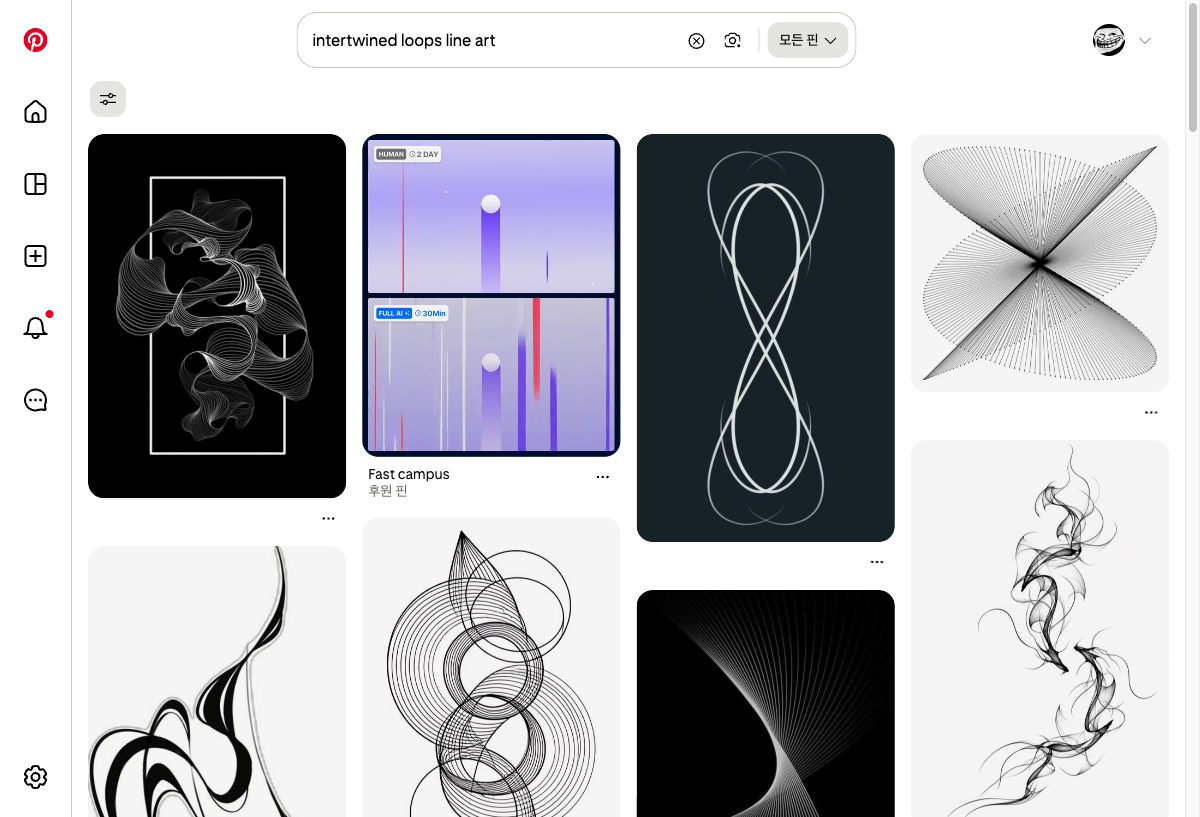 intertwined loops line art
모든 핀
HUMAN 2 DAY
FULL AI 30Min
Fast campus
후원 핀